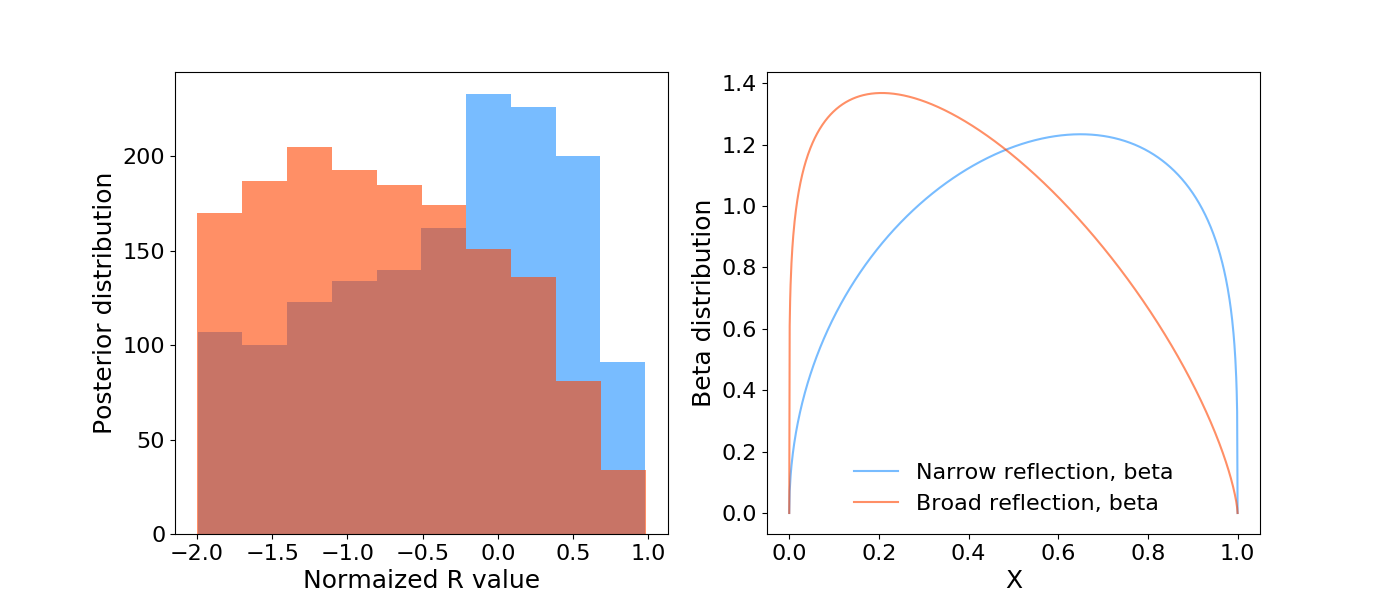 Posterior distribution
200
150
100
50
0
−2.0 −1.5 −1.0 −0.5 0.0 0.5 1.0
Normaized R value
Beta distribution
1.4
1.2
1.0
0.8
0.6
0.4
0.2
0.0
0.0 0.2 0.4 0.6 0.8 1.0
X
Narrow reflection, beta
Broad reflection, beta